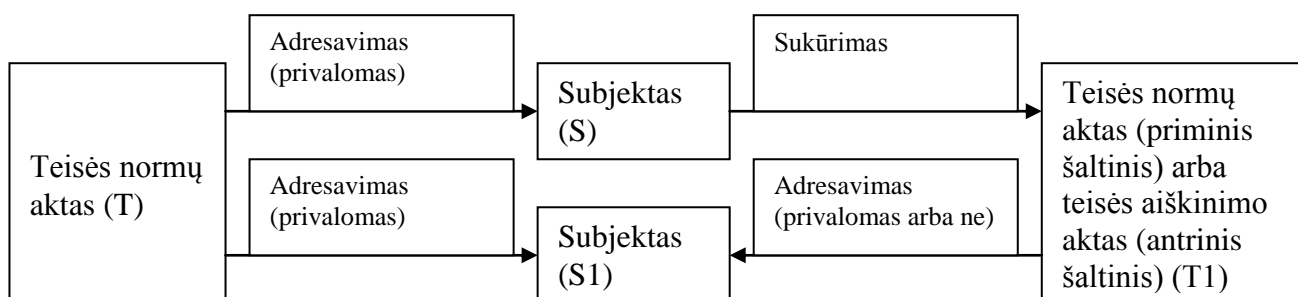 Adresavimas
(privalomas)
Sukūrimas
Teisės normų
aktas (T)
Subjektas
(S)
Teisės normų
aktas (priminis
šaltinis) arba
teisės aiškinimo
aktas (antrinis
šaltinis) (T1)
Adresavimas
(privalomas)
Subjektas
(S1)
Adresavimas
(privalomas arba ne)